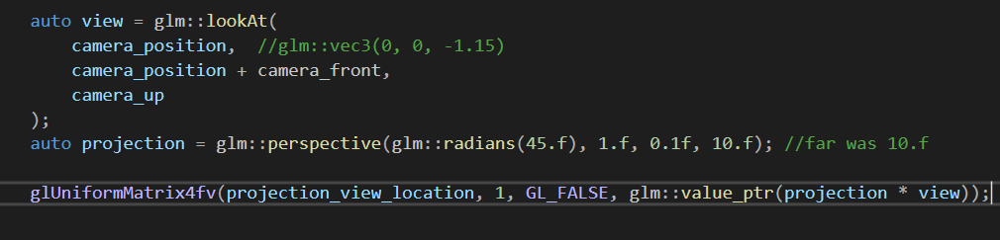 auto view = glm::lookAt(
    camera_position,  //glm::vec3(0, 0, -1.15)
    camera_position + camera_front,
    camera_up
);
auto projection = glm::perspective(glm::radians(45.f), 1.f, 0.1f, 10.f); //far was 10.f
glUniformMatrix4fv(projection_view_location, 1, GL_FALSE, glm::value_ptr(projection * view));